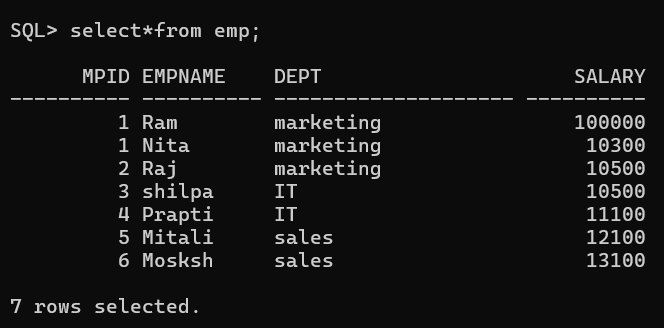 SQL> select*from emp;
      MPID EMPNAME    DEPT                     SALARY
---------- ---------- -------------------- ----------
         1 Ram        marketing                100000
         1 Nita       marketing                 10300
         2 Raj        marketing                 10500
         3 shilpa     IT                        10500
         4 Prapti     IT                        11100
         5 Mitali     sales                     12100
         6 Mosksh     sales                     13100
7 rows selected.